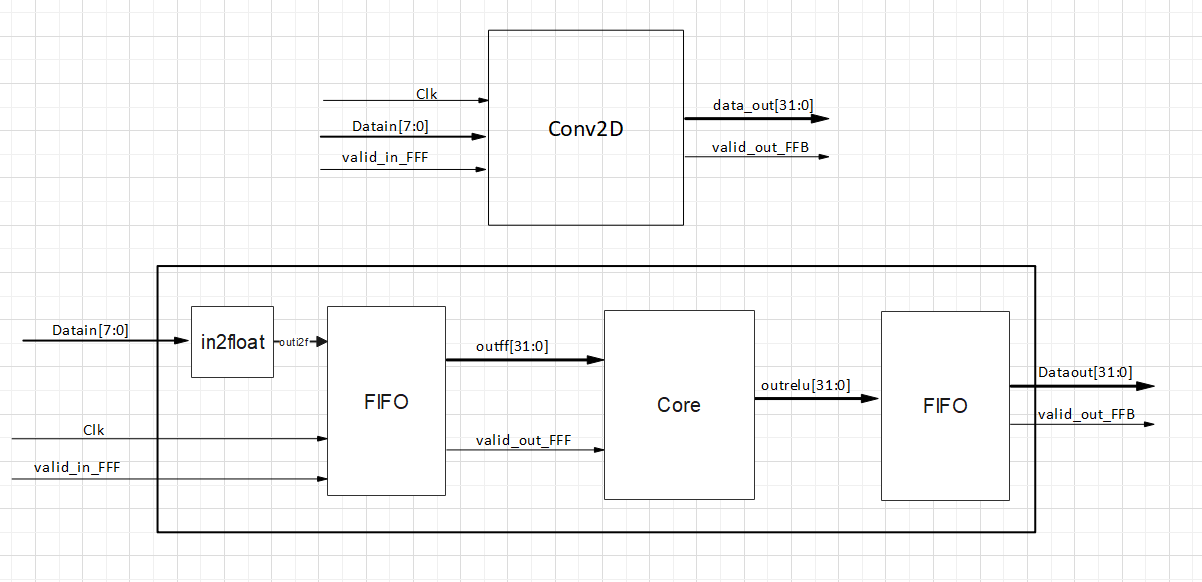 Clk
Datain[7:0]
valid_in_FFF
Conv2D
data_out[31:0]
valid_out_FFB
Datain[7:0]
in2float
outi2f
Clk
valid_in_FFF
FIFO
outff[31:0]
valid_out_FFF
Core
outrelu[31:0]
FIFO
Dataout[31:0]
valid_out_FFB